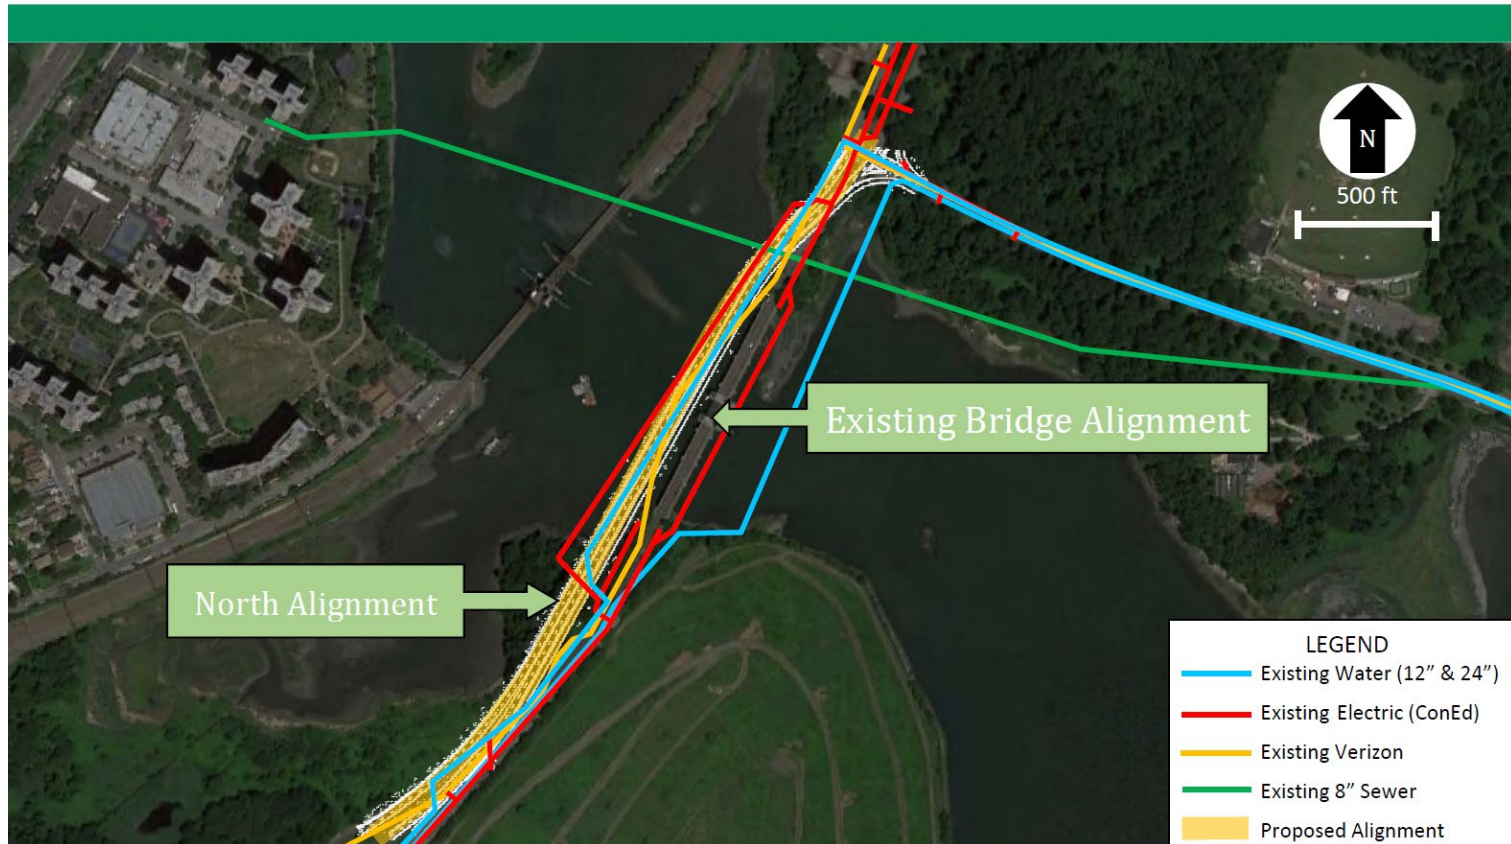 N
500 ft
Existing Bridge Alignment
North Alignment
LEGEND
Existing Water (12” & 24”)
Existing Electric (ConEd)
Existing Verizon
Existing 8” Sewer
Proposed Alignment